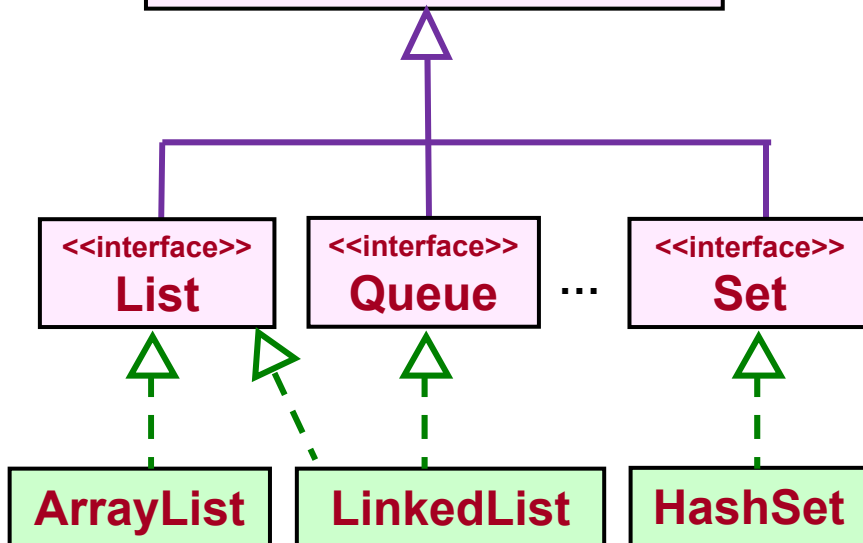 <<interface>>
List
<<interface>>
Queue
...
<<interface>>
Set
ArrayList
LinkedList
HashSet